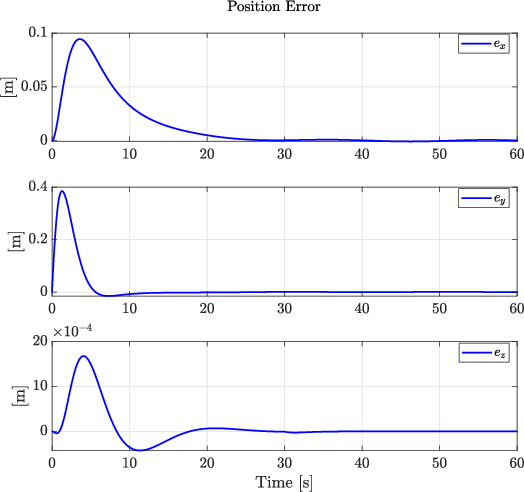 Position Error
0.1
0.05
0
[m]
e_x
0 10 20 30 40 50 60
0.4
0.2
0
[m]
e_y
0 10 20 30 40 50 60
×10⁻⁴
20
10
0
[m]
e_z
0 10 20 30 40 50 60
Time [s]